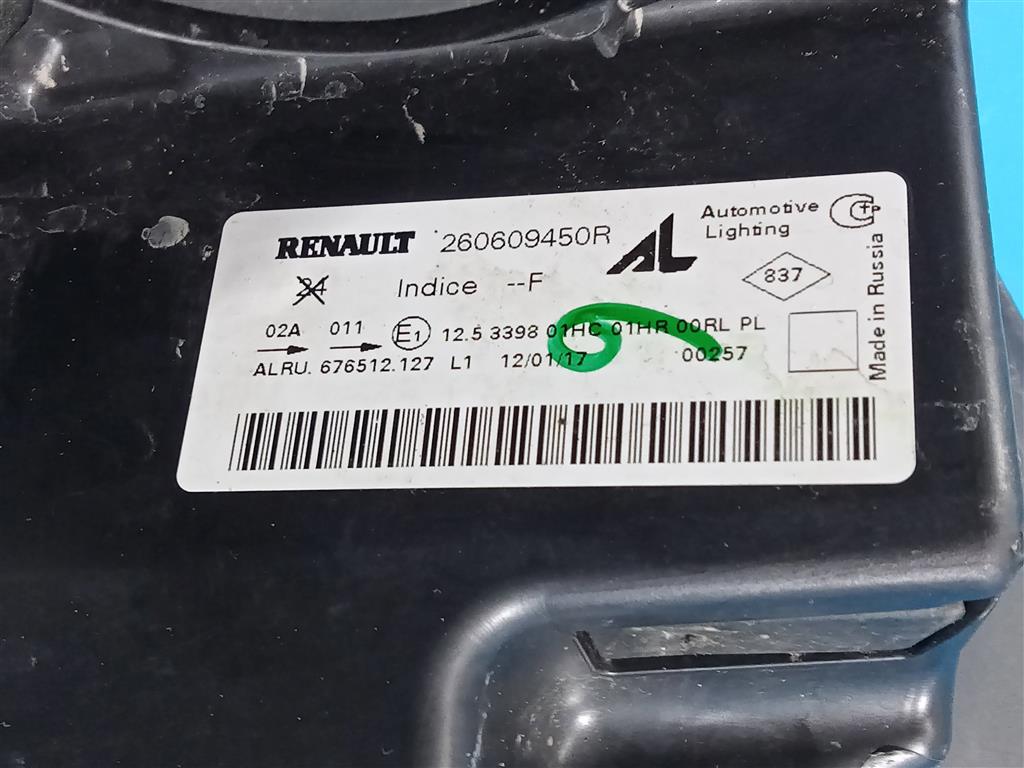 RENAULT 260609450R AL Automotive Lighting
24 Indice --F 837
02A 011 E1 12.5 3398 01HC 01HR 00RL PL
ALRU. 676512.127 L1 12/01/17 00257
Made in Russia